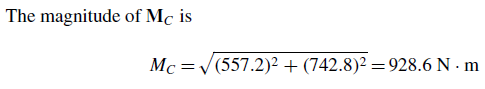 The magnitude of M_C is
M_C = √(557.2)² + (742.8)² = 928.6 N · m